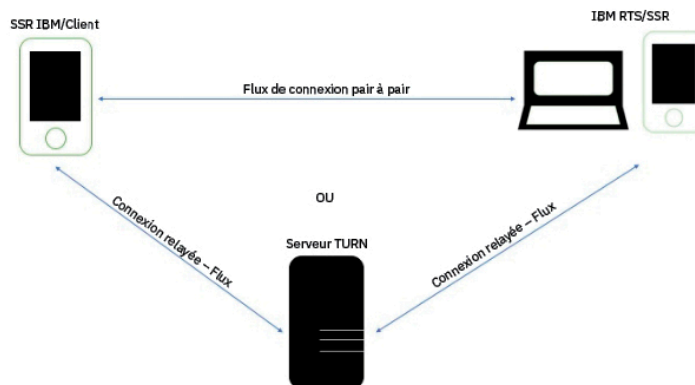 SSR IBM/Client
IBM RTS/SSR
Flux de connexion pair à pair
OU
Connexion relayée – Flux
Serveur TURN
Connexion relayée – Flux